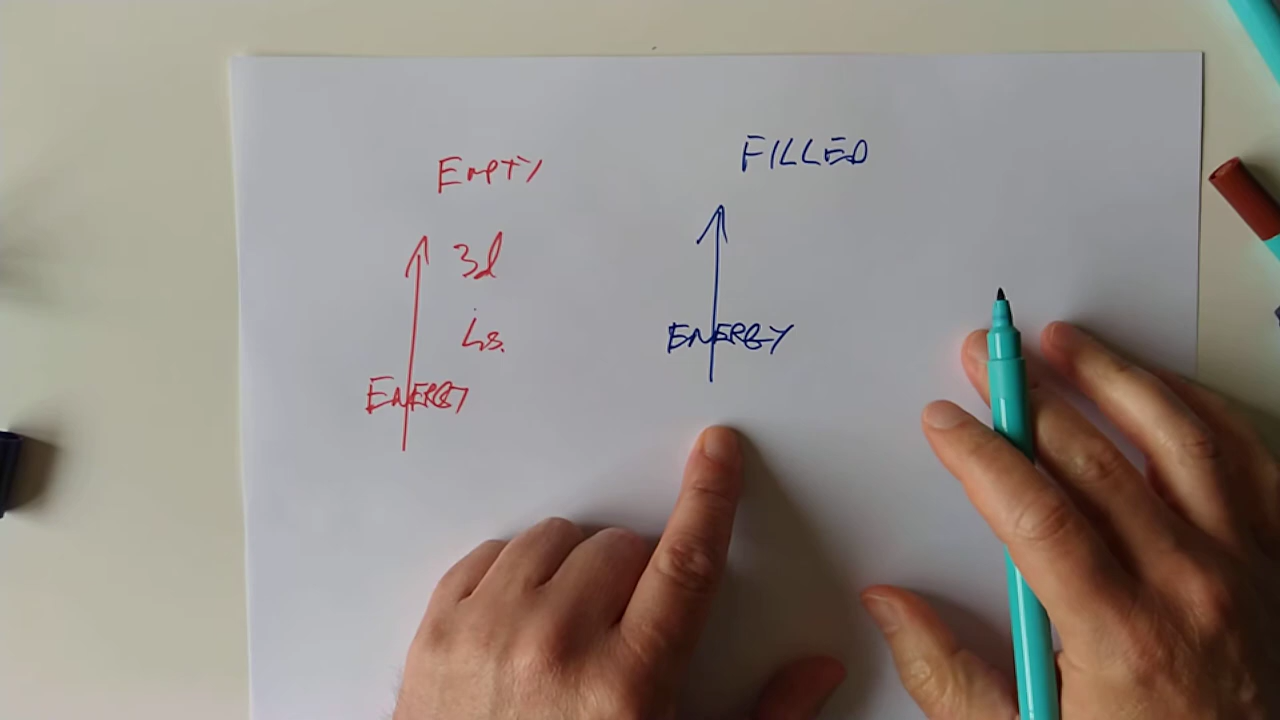 EMPTY
3d
4s.
ENERGY
FILLED
ENERGY